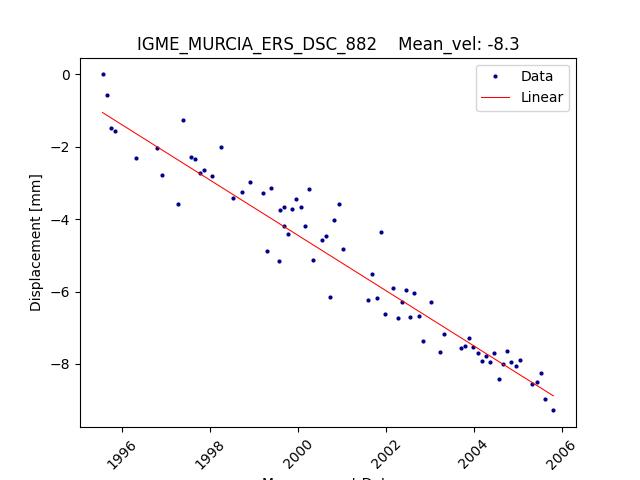 IGME_MURCIA_ERS_DSC_882    Mean_vel: -8.3
Data
Linear
Displacement [mm]
0
−2
−4
−6
−8
1996
1998
2000
2002
2004
2006